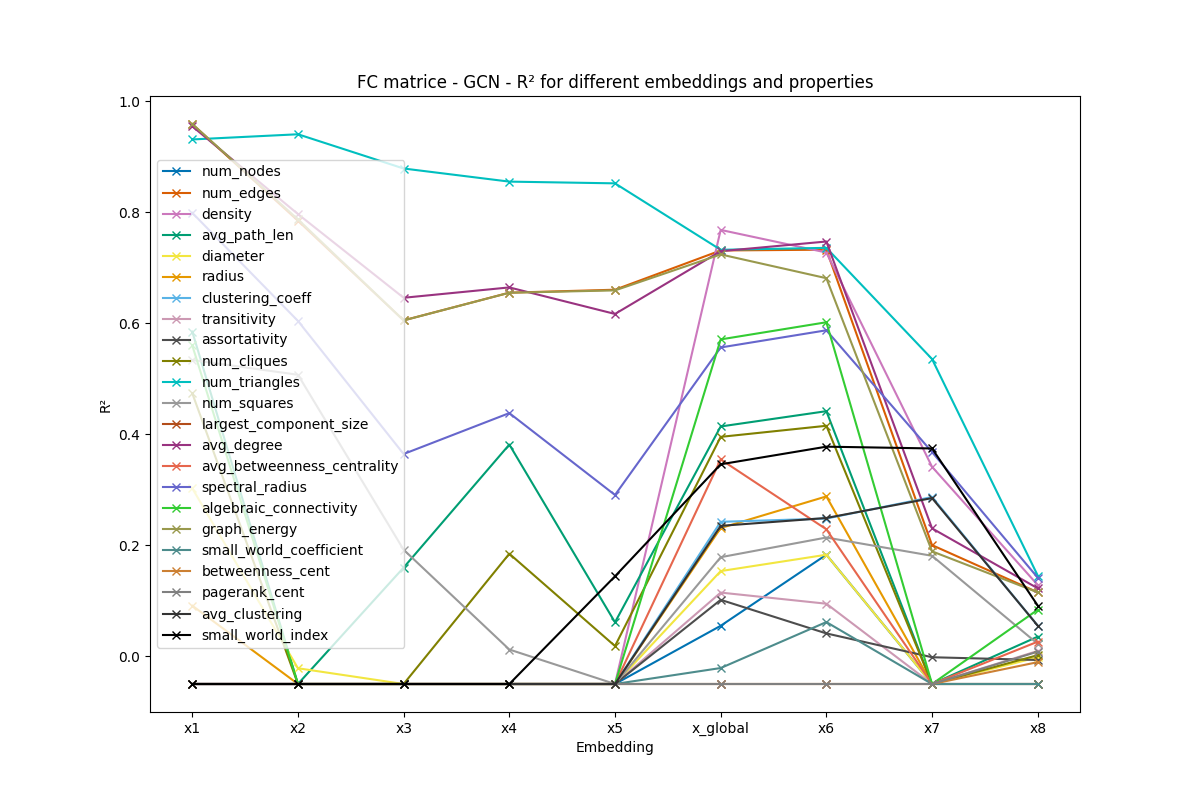 FC matrice - GCN - R² for different embeddings and properties
1.0
0.8
0.6
0.4
0.2
0.0
R²
num_nodes
num_edges
density
avg_path_len
diameter
radius
clustering_coeff
transitivity
assortativity
num_cliques
num_triangles
num_squares
largest_component_size
avg_degree
avg_betweenness_centrality
spectral_radius
algebraic_connectivity
graph_energy
small_world_coefficient
betweenness_cent
pagerank_cent
avg_clustering
small_world_index
x1 x2 x3 x4 x5 x_global x6 x7 x8
Embedding